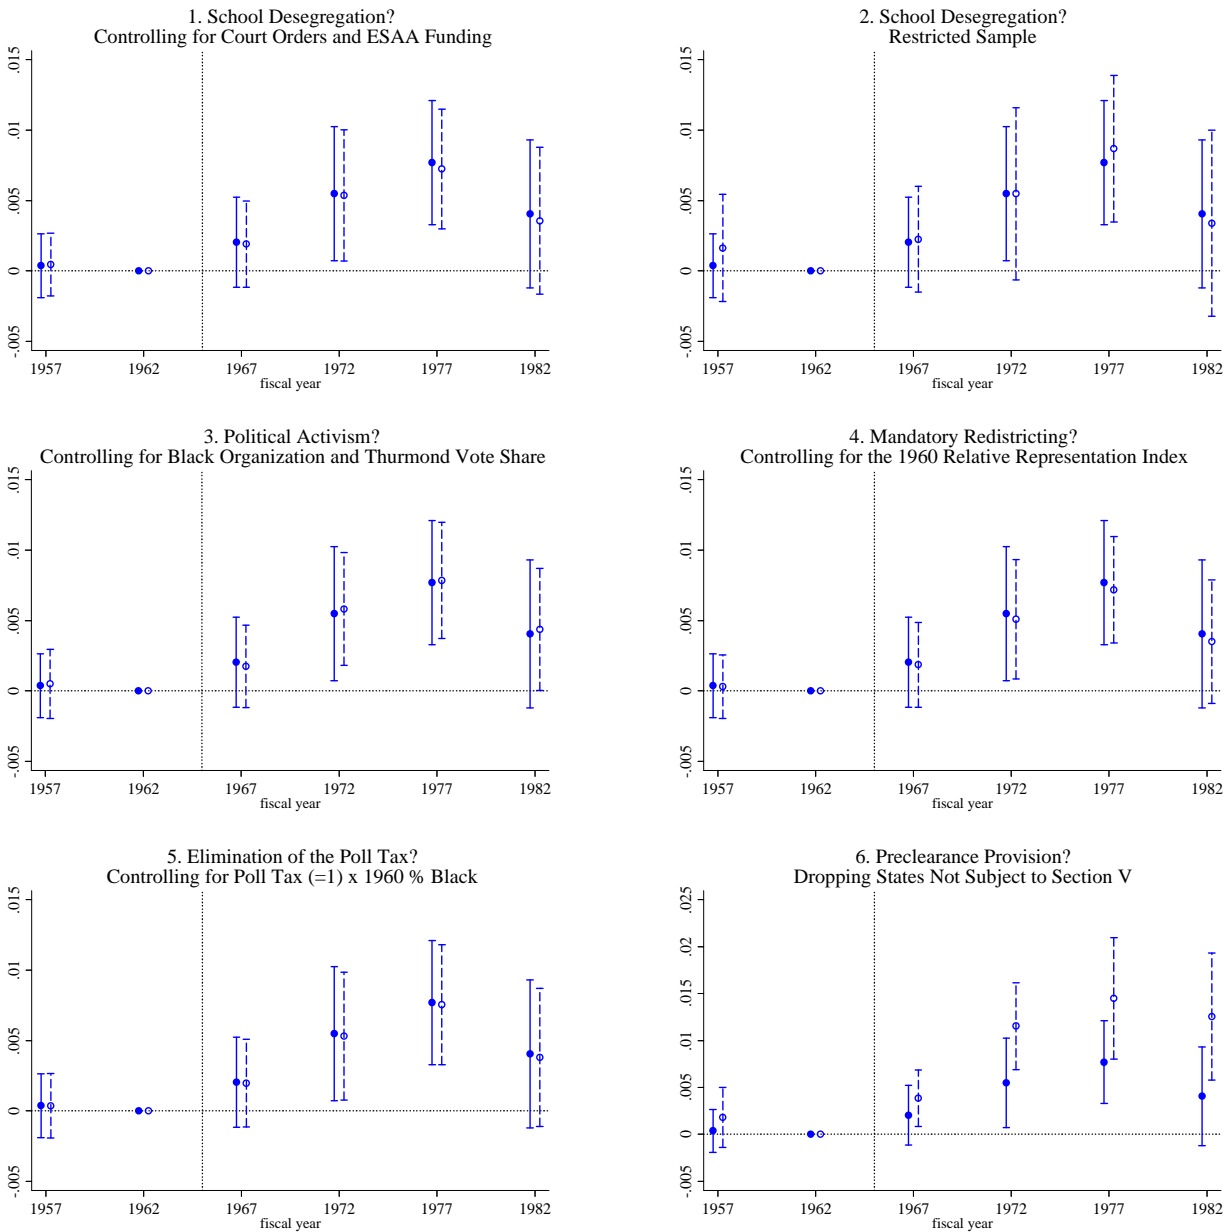 1. School Desegregation?
Controlling for Court Orders and ESAA Funding
.015
.01
.005
0
-.005
1957 1962 1967 1972 1977 1982
fiscal year
2. School Desegregation?
Restricted Sample
.015
.01
.005
0
-.005
1957 1962 1967 1972 1977 1982
fiscal year
3. Political Activism?
Controlling for Black Organization and Thurmond Vote Share
.015
.01
.005
0
-.005
1957 1962 1967 1972 1977 1982
fiscal year
4. Mandatory Redistricting?
Controlling for the 1960 Relative Representation Index
.015
.01
.005
0
-.005
1957 1962 1967 1972 1977 1982
fiscal year
5. Elimination of the Poll Tax?
Controlling for Poll Tax (=1) x 1960 % Black
.015
.01
.005
0
-.005
1957 1962 1967 1972 1977 1982
fiscal year
6. Preclearance Provision?
Dropping States Not Subject to Section V
.025
.02
.015
.01
.005
0
-.005
1957 1962 1967 1972 1977 1982
fiscal year